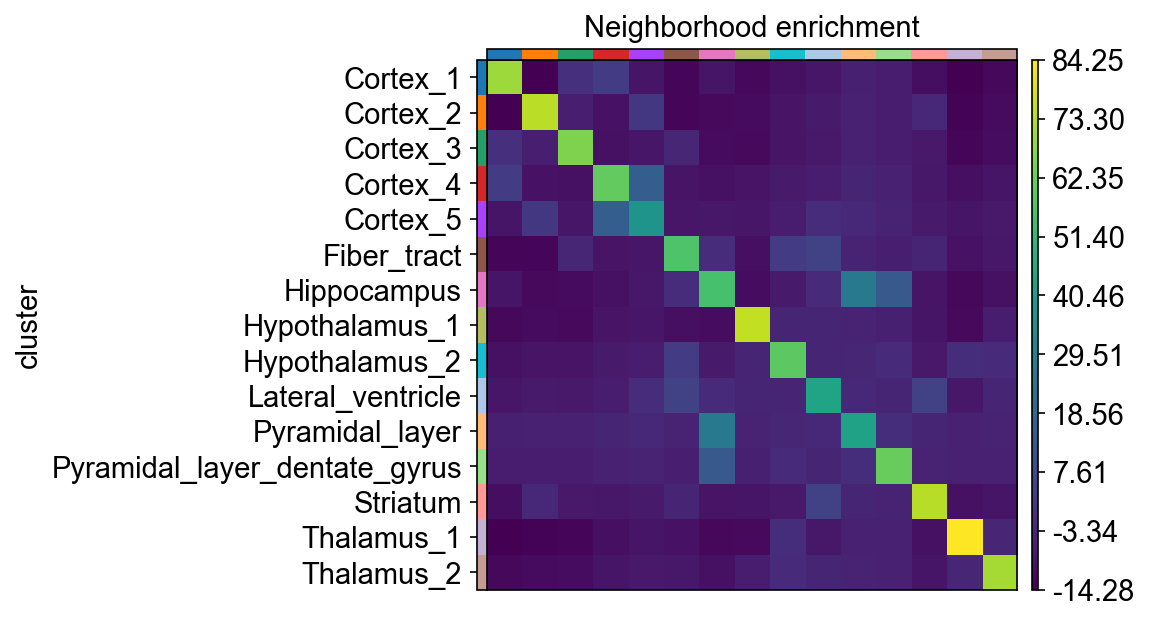 Neighborhood enrichment
cluster
Cortex_1
Cortex_2
Cortex_3
Cortex_4
Cortex_5
Fiber_tract
Hippocampus
Hypothalamus_1
Hypothalamus_2
Lateral_ventricle
Pyramidal_layer
Pyramidal_layer_dentate_gyrus
Striatum
Thalamus_1
Thalamus_2
84.25
73.30
62.35
51.40
40.46
29.51
18.56
7.61
-3.34
-14.28